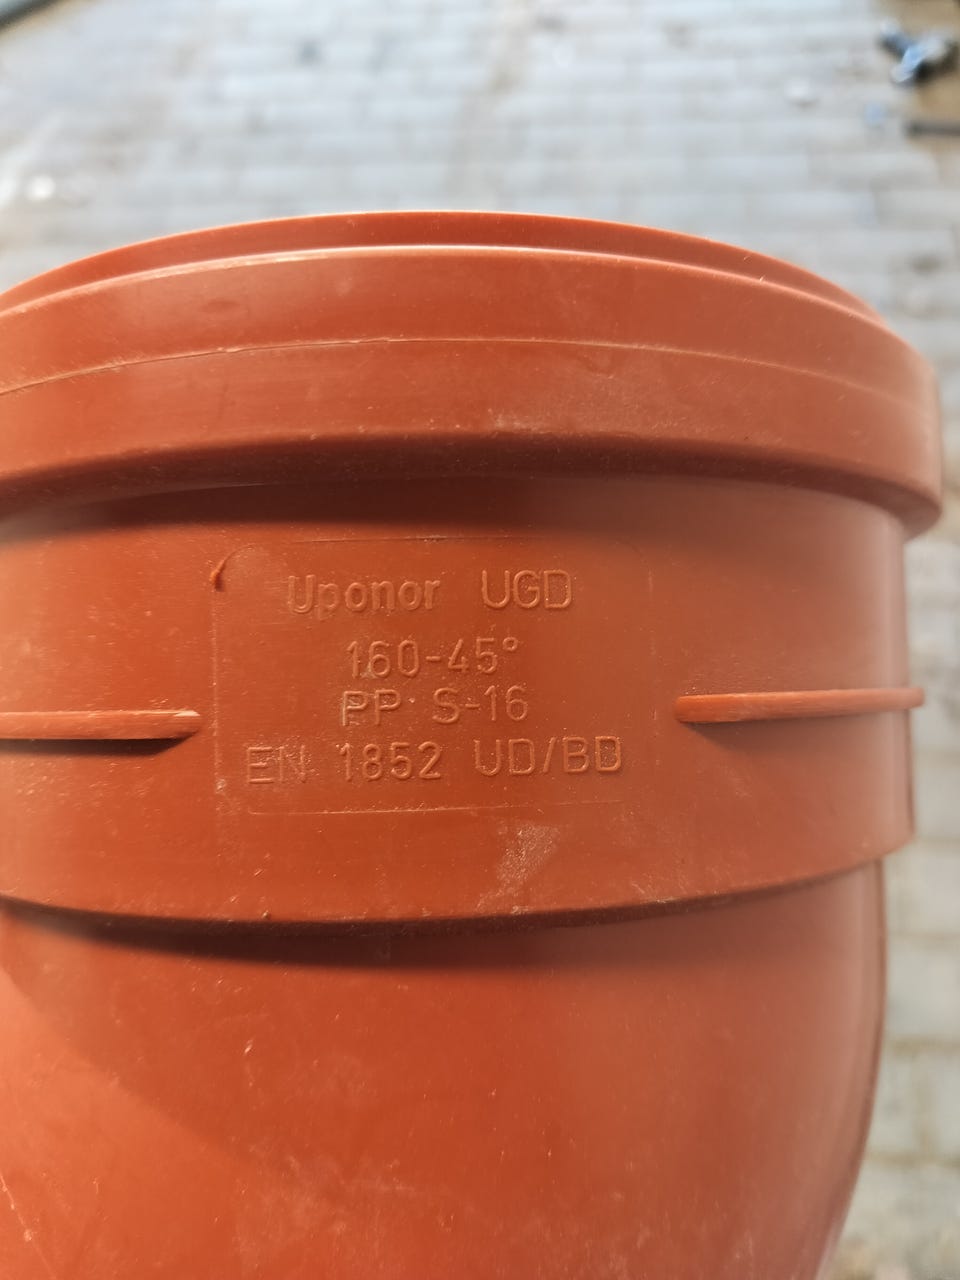 Uponor UGD
160-45°
PP S-16
EN 1852 UD/BD